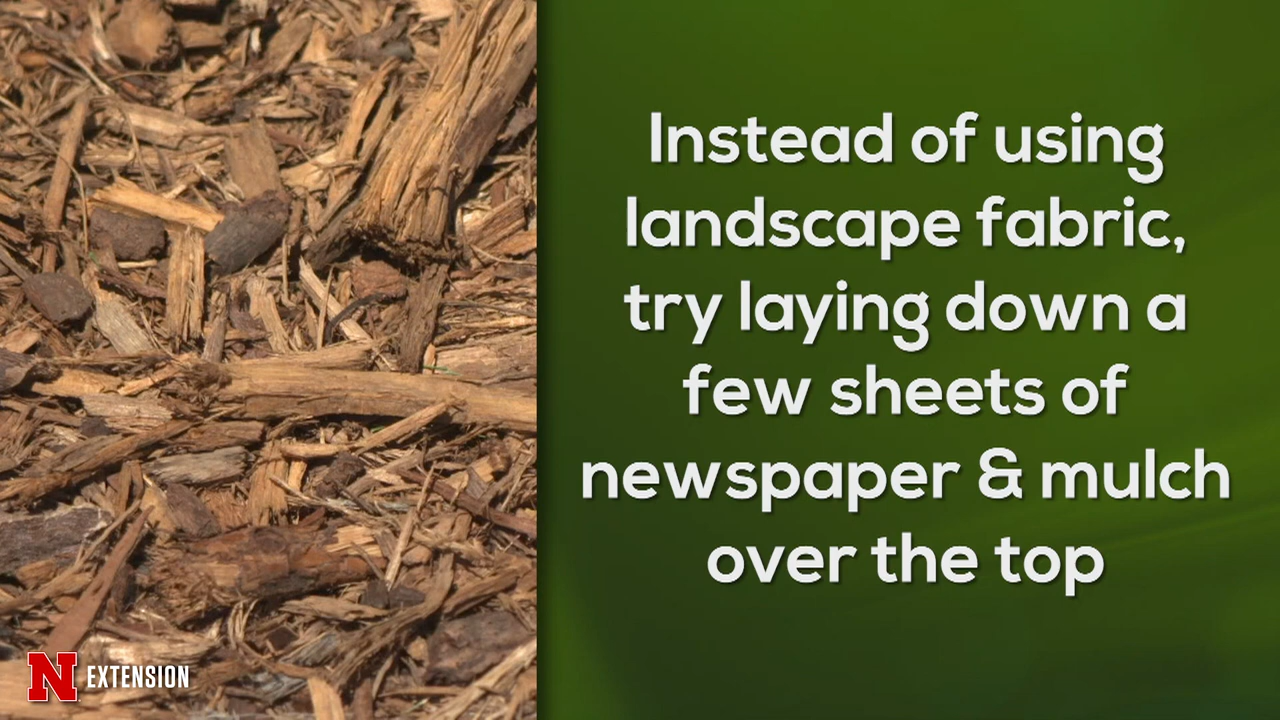 Instead of using
landscape fabric,
try laying down a
few sheets of
newspaper & mulch
over the top
N EXTENSION